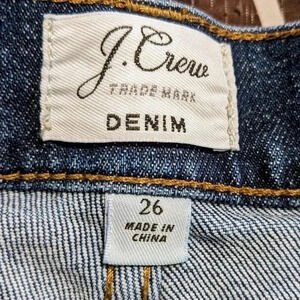 J.Crew
TRADE MARK
DENIM
26
MADE IN
CHINA